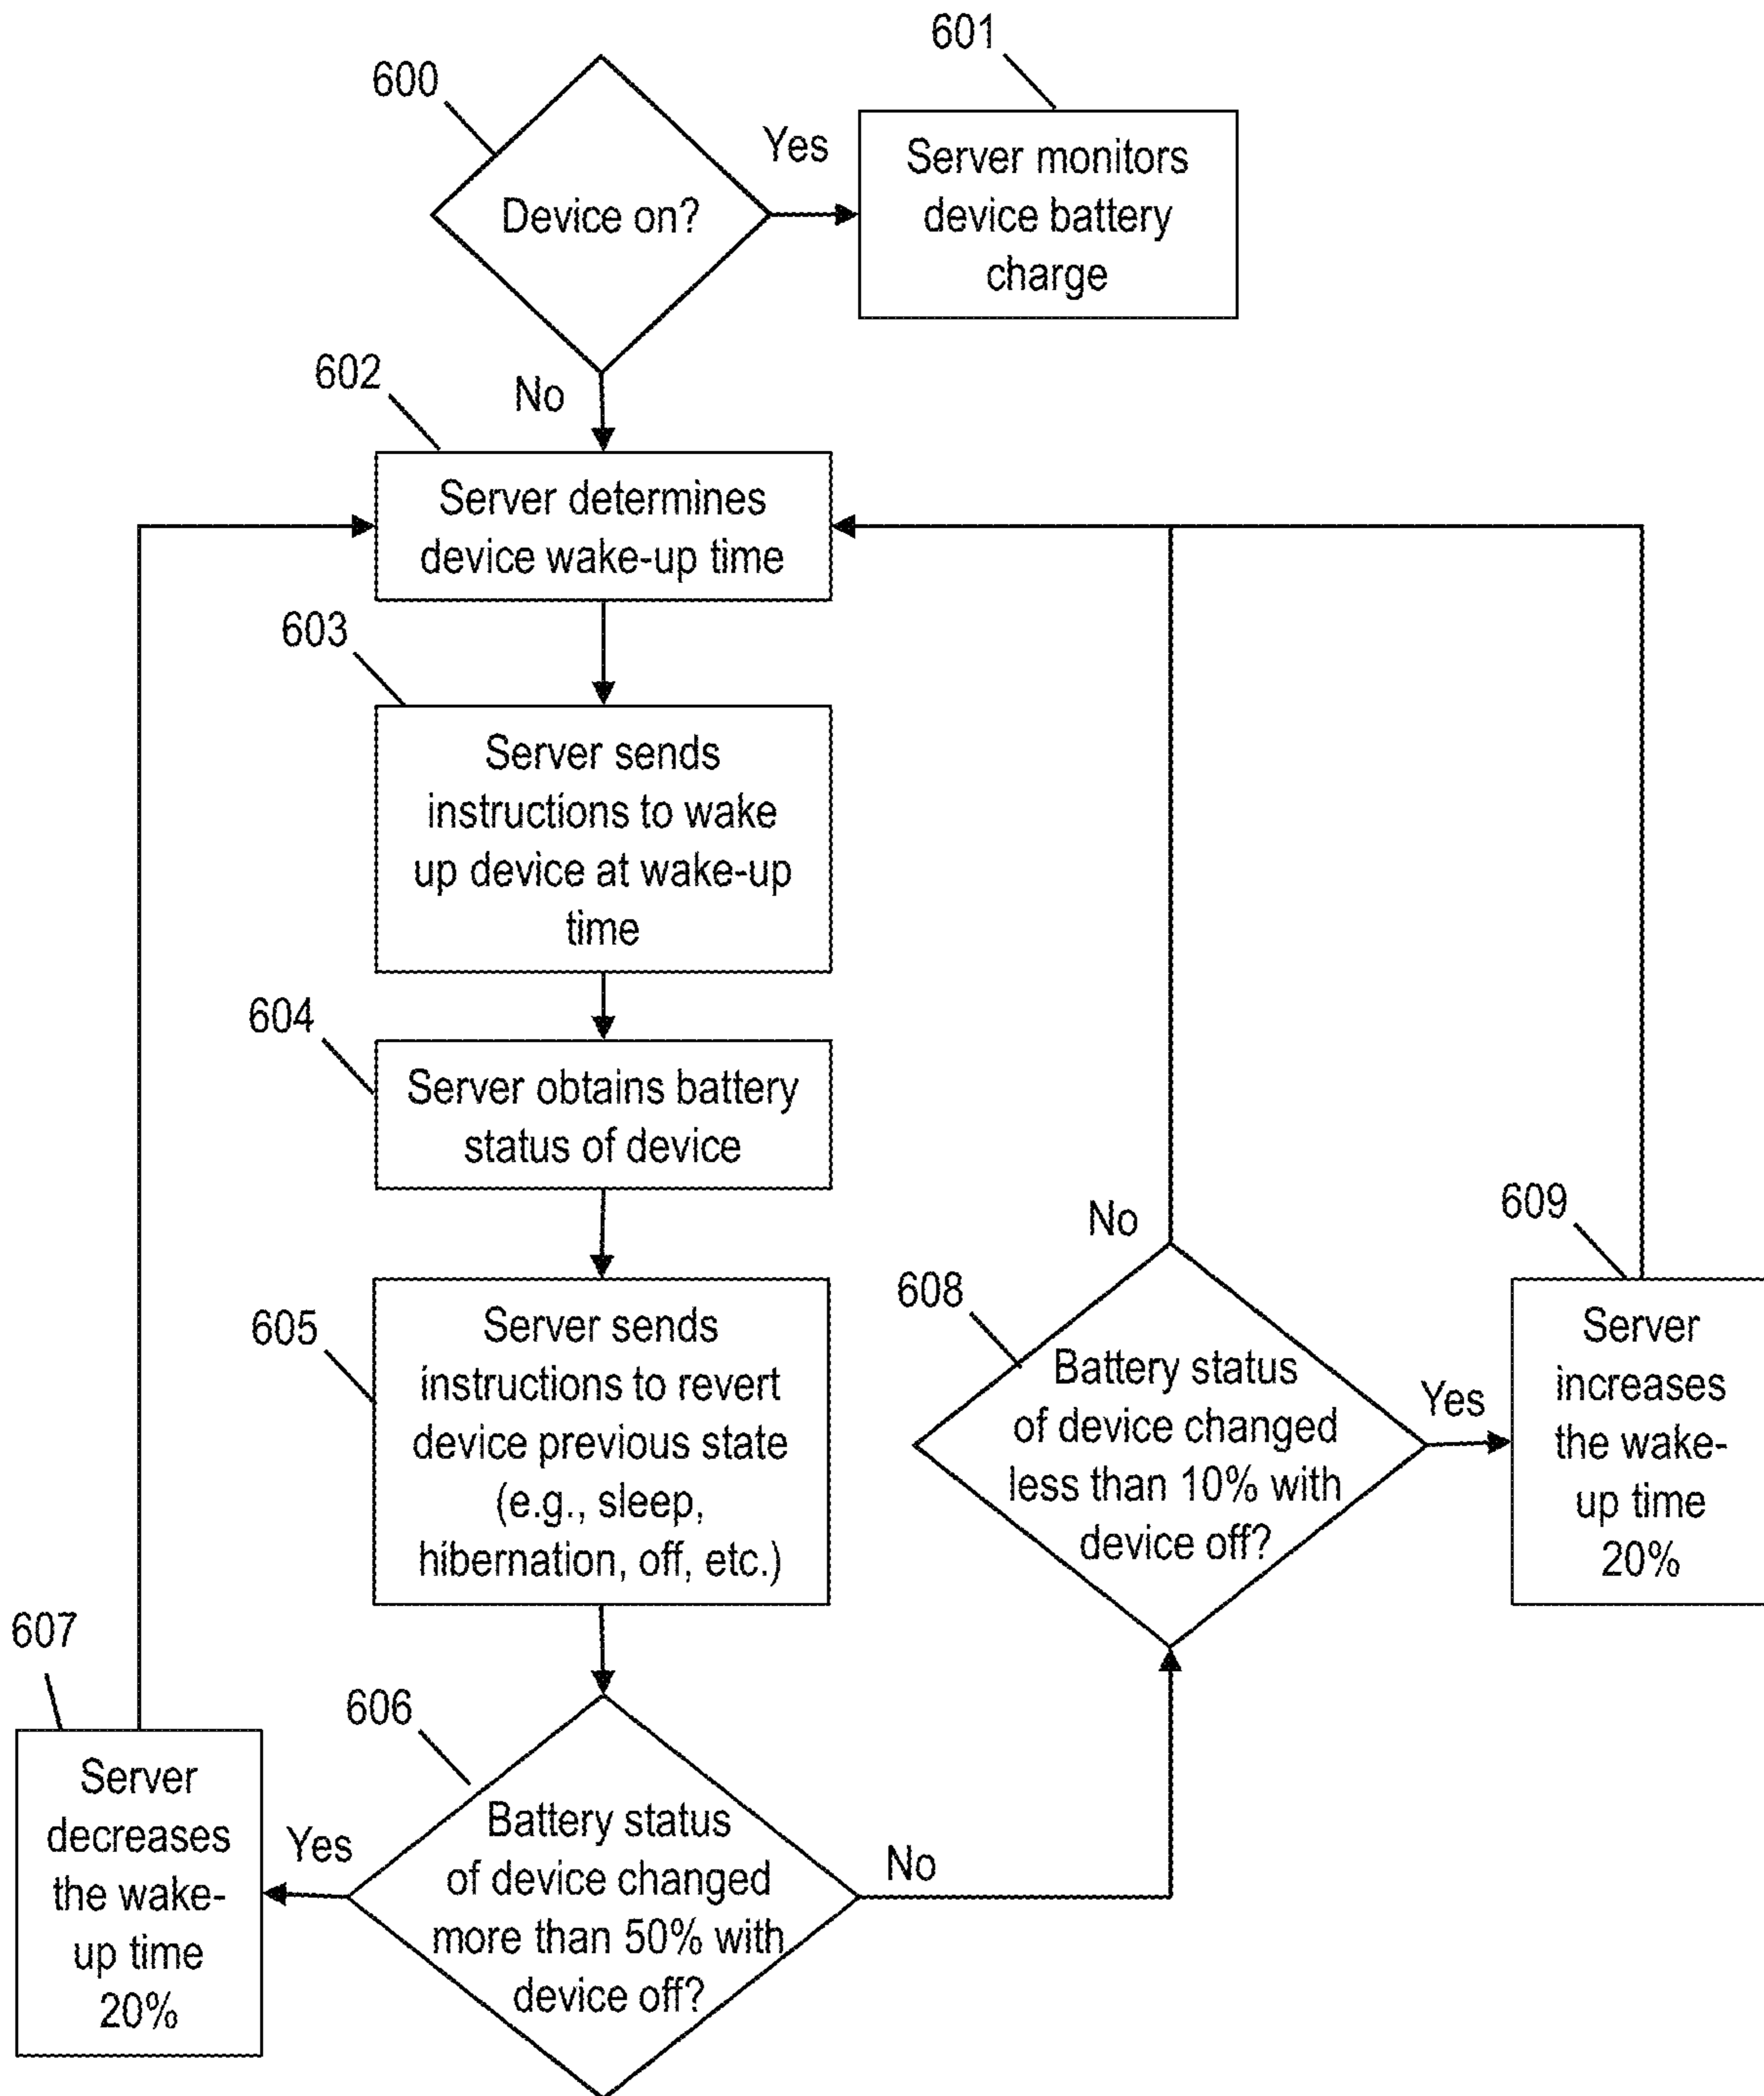 601
600
Yes
Server monitors
device battery
charge
Device on?
602
No
Server determines
device wake-up time
603
Server sends
instructions to wake
up device at wake-up
time
604
Server obtains battery
status of device
605
Server sends
instructions to revert
device previous state
(e.g., sleep,
hibernation, off, etc.)
606
Battery status
of device changed
more than 50% with
device off?
Yes
607
Server
decreases
the wake-
up time
20%
No
608
Battery status
of device changed
less than 10% with
device off?
No
Yes
609
Server
increases
the wake-
up time
20%